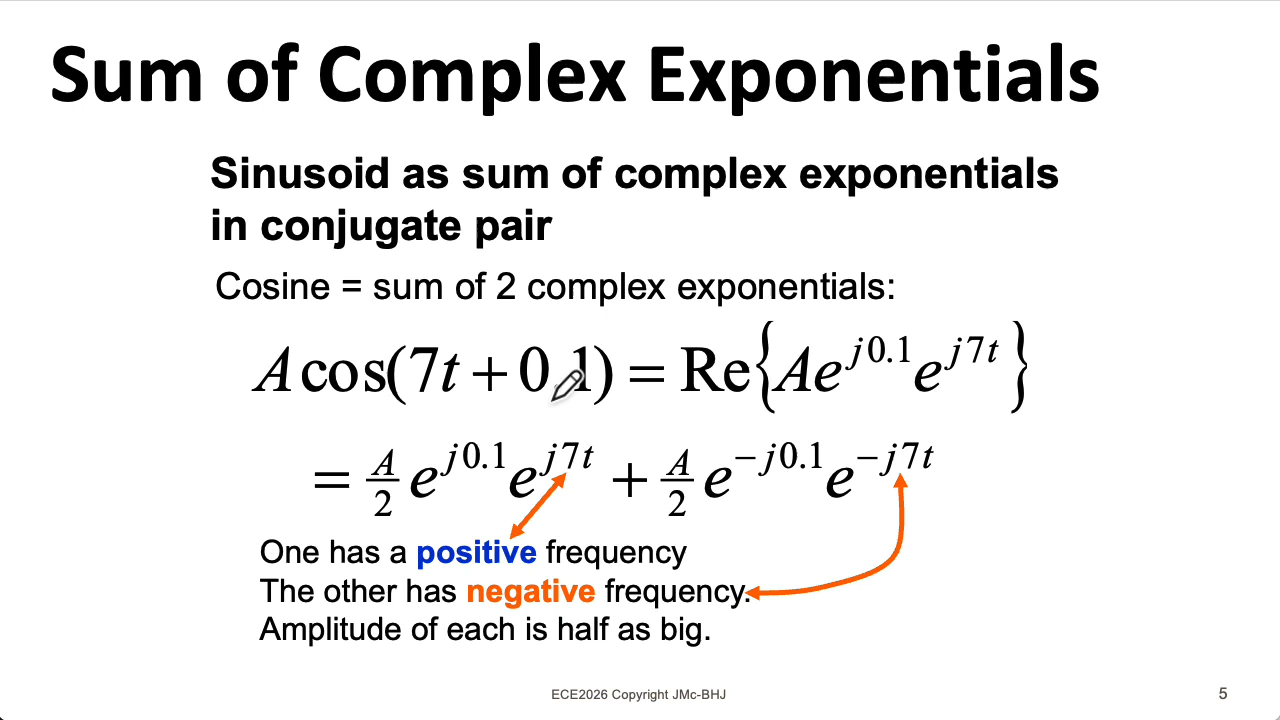 Sum of Complex Exponentials
Sinusoid as sum of complex exponentials
in conjugate pair
Cosine = sum of 2 complex exponentials:
A cos(7t + 0.1) = Re{Ae^{j0.1}e^{j7t}}
= \frac{A}{2}e^{j0.1}e^{j7t} + \frac{A}{2}e^{-j0.1}e^{-j7t}
One has a positive frequency
The other has negative frequency.
Amplitude of each is half as big.
ECE2026 Copyright JMc-BHJ
5